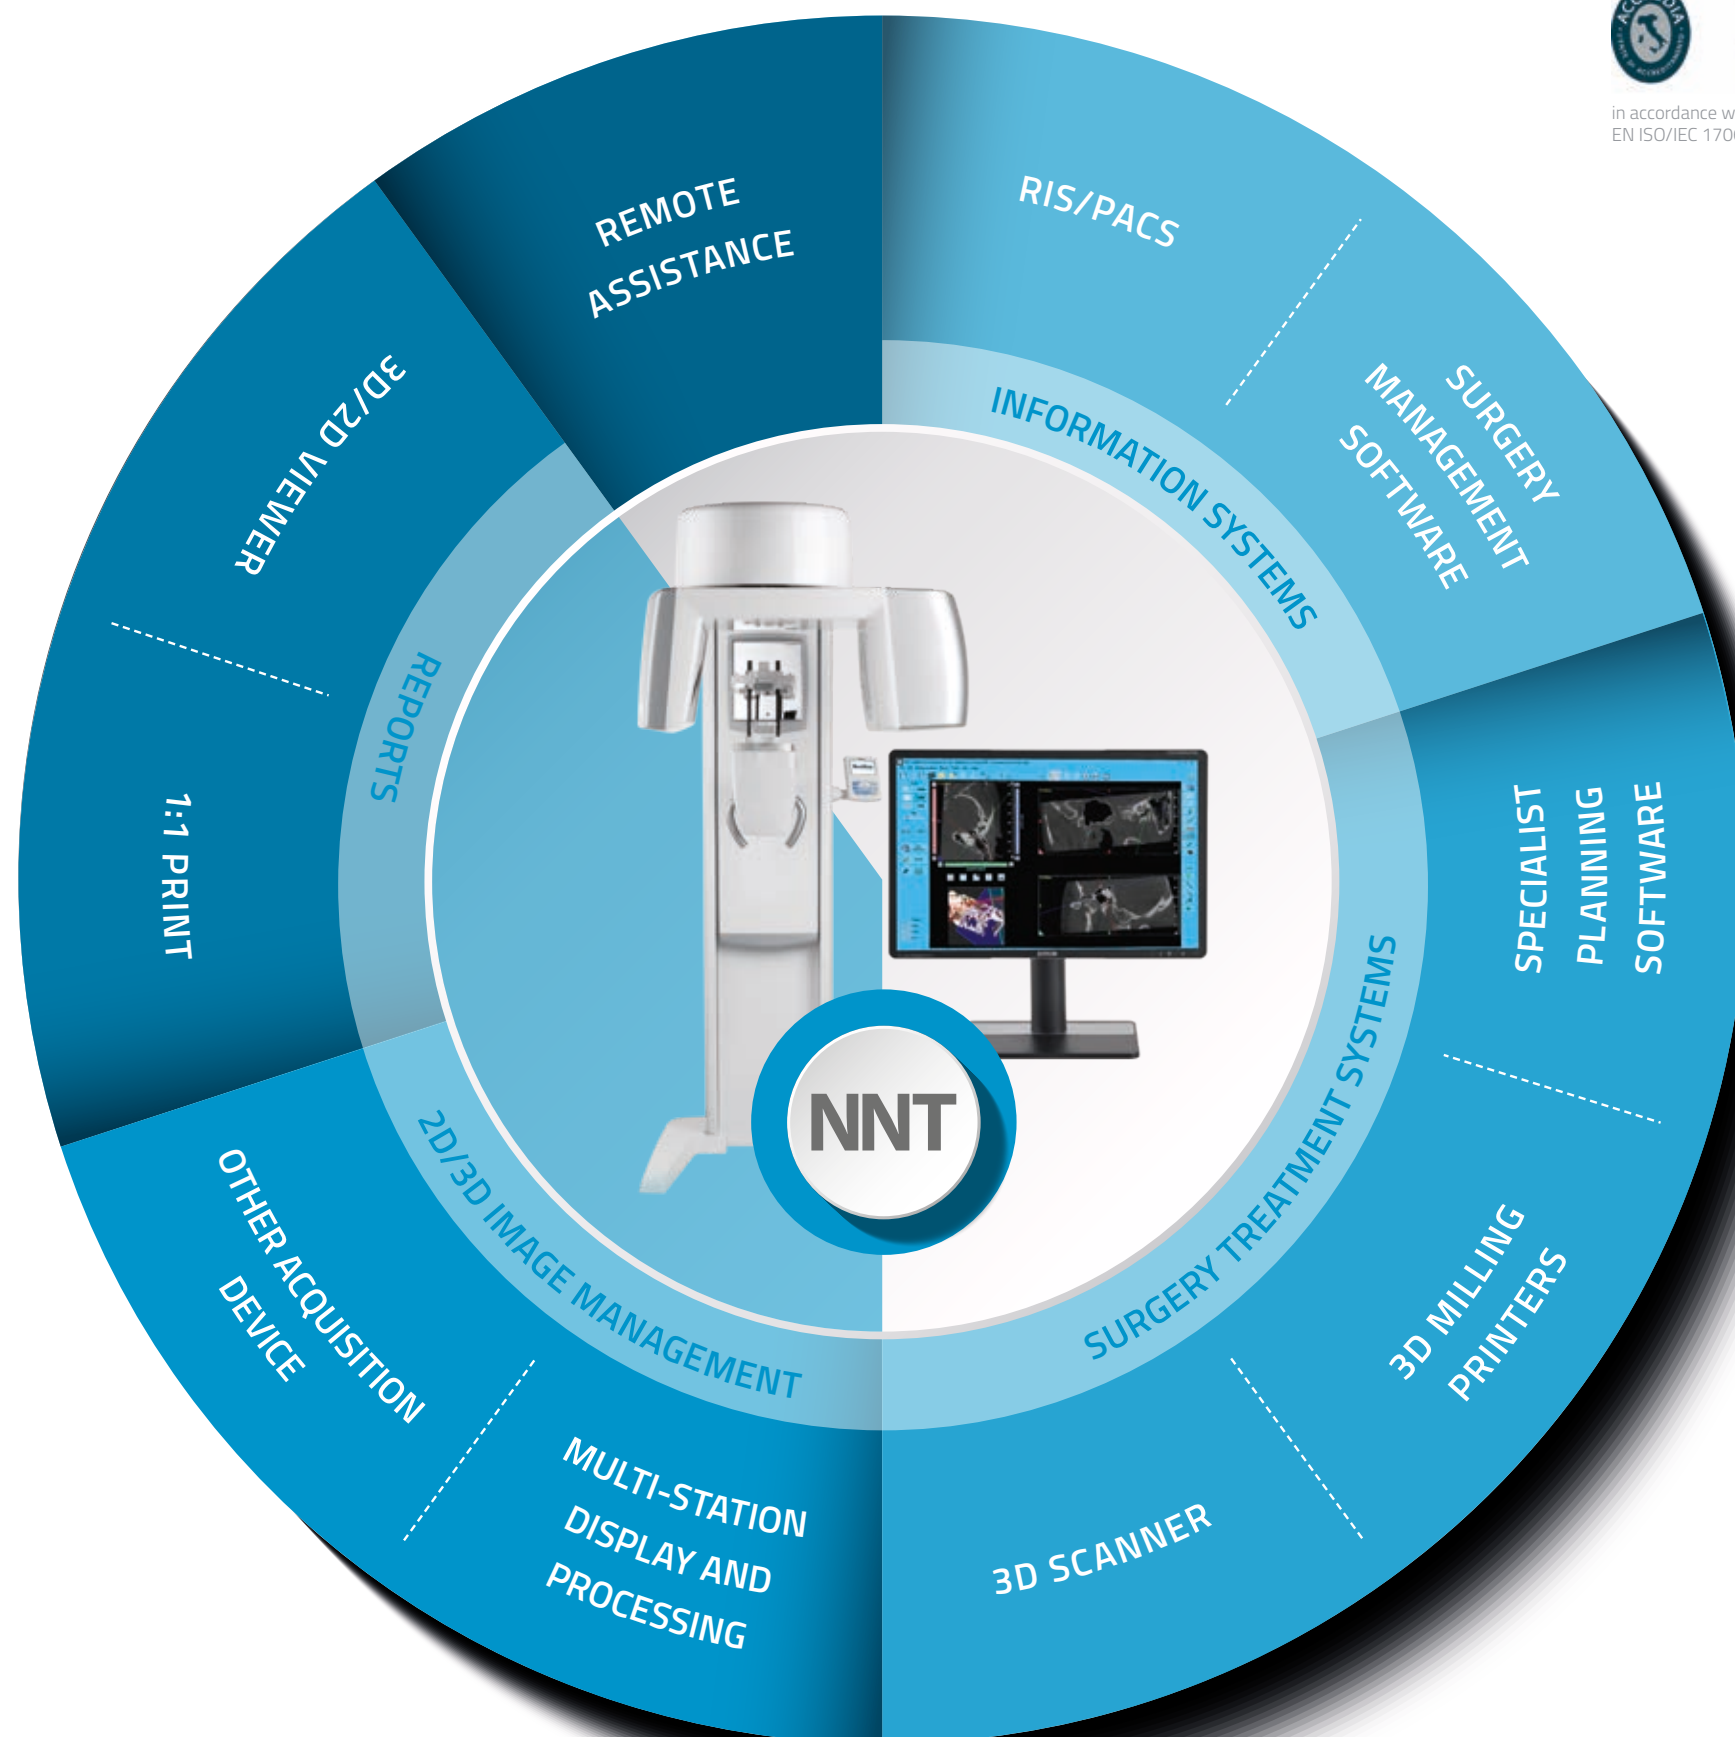 in accordance w
EN ISO/IEC 170
REMOTE
ASSISTANCE
RIS/PACS
SURGERY
MANAGEMENT
SOFTWARE
INFORMATION SYSTEMS
SPECIALIST
PLANNING
SOFTWARE
3D MILLING
PRINTERS
3D SCANNER
SURGERY TREATMENT SYSTEMS
MULTI-STATION
DISPLAY AND
PROCESSING
OTHER ACQUISITION
DEVICE
2D/3D IMAGE MANAGEMENT
1:1 PRINT
3D/2D VIEWER
REPORTS
NNT